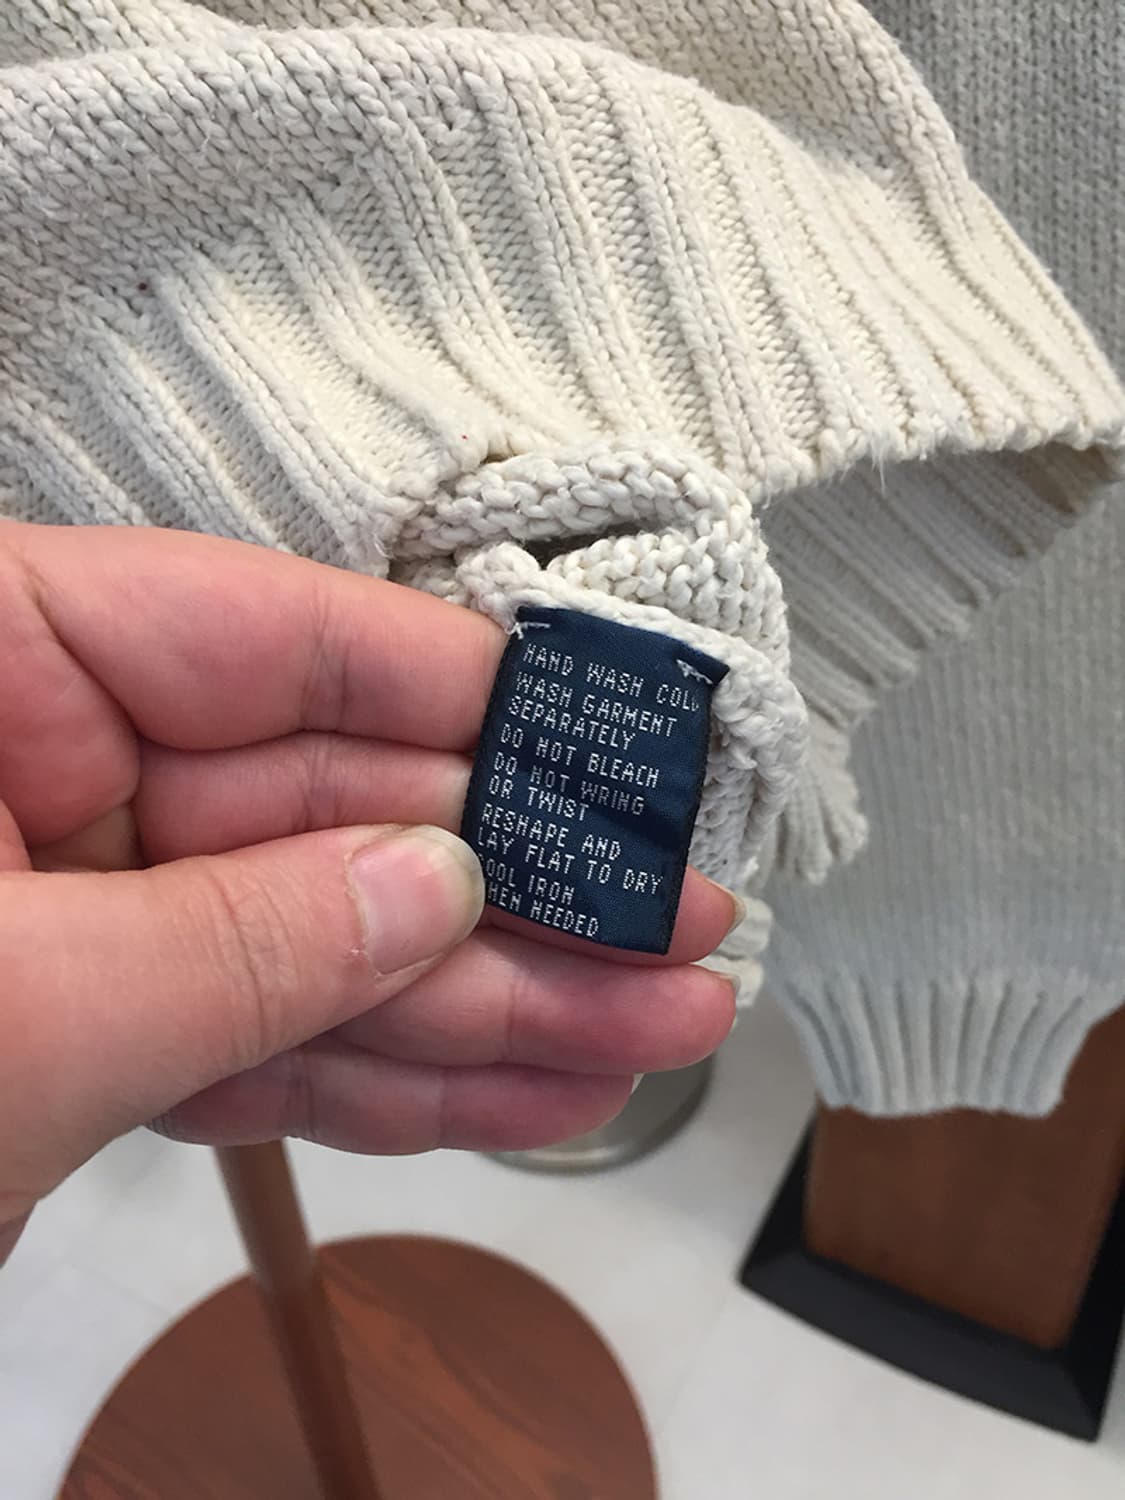 HAND WASH COLD
WASH GARMENT
SEPARATELY
DO NOT BLEACH
DO NOT WRING
OR TWIST
RESHAPE AND
LAY FLAT TO DRY
COOL IRON
WHEN NEEDED